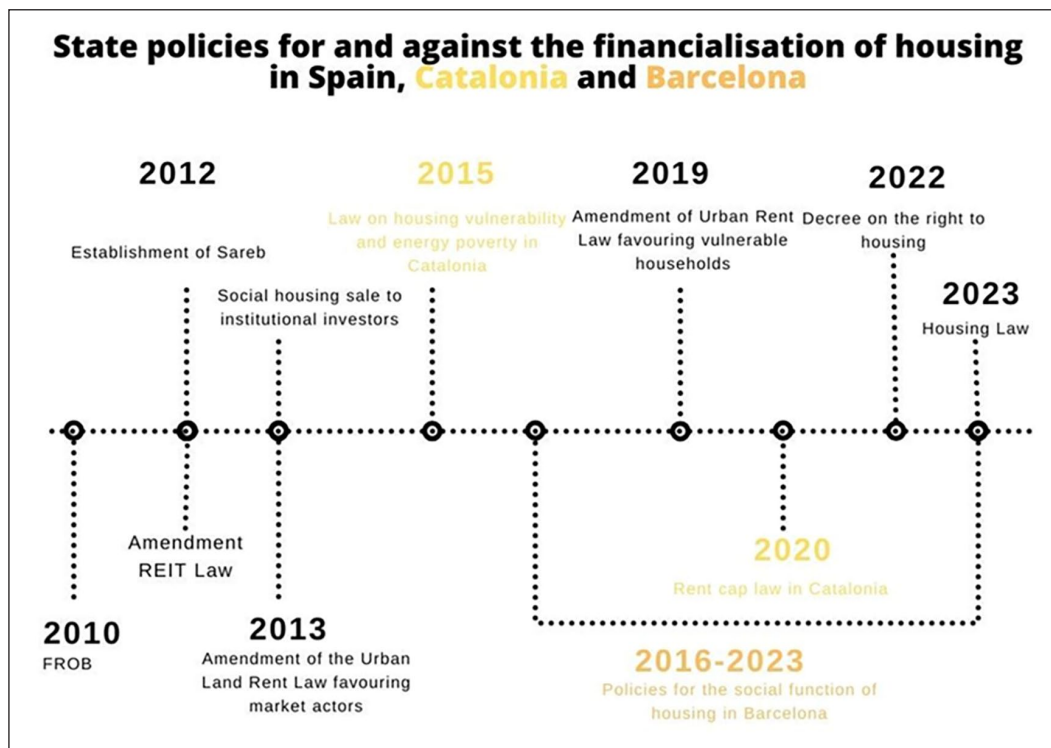 State policies for and against the financialisation of housing
in Spain, Catalonia and Barcelona
2012
Establishment of Sareb
Social housing sale to
institutional investors
2015
Law on housing vulnerability
and energy poverty in
Catalonia
2019
Amendment of Urban Rent
Law favouring vulnerable
households
2022
Decree on the right to
housing
2023
Housing Law
2010
FROB
Amendment
REIT Law
2013
Amendment of the Urban
Land Rent Law favouring
market actors
2020
Rent cap law in Catalonia
2016-2023
Policies for the social function of
housing in Barcelona